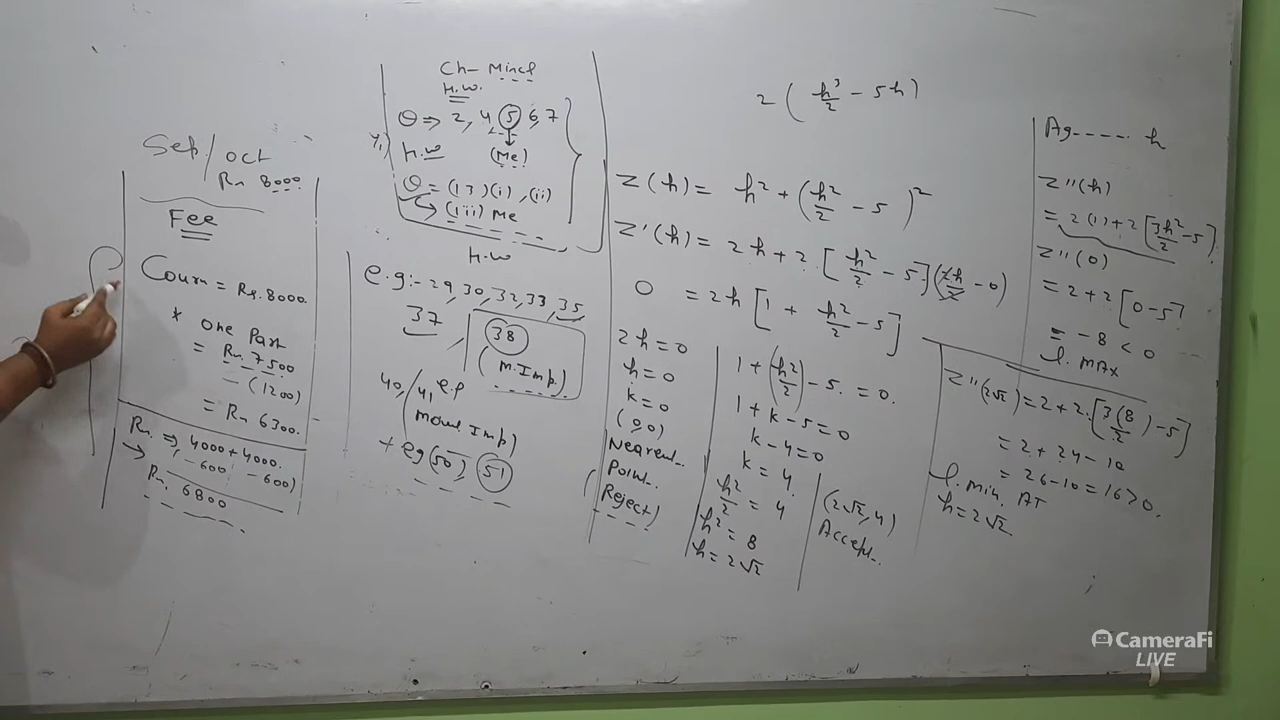 Sep/oct
Rs 8000
Fee
Course = Rs.8000.
* one Part
= Rs. 7500
- (1200)
= Rs 6300.
Rs. ⇒ 4000 + 4000.
-600 -600)
→ Rs. 6800
Ch- Mincl
H.W.
Q ⇒ 2, 4, 5, 6, 7
H.W (Me)
Q = (13) (i), (ii)
↳ (iii) Me
H.W
e.g:- 29, 30, 32, 33, 35
37
38
(M.Imp.)
40, 41, e.g
+ eg (50), 51
2 ( h³/2 - 5h )
Z(h) = h² + (h²/2 - 5)²
Z'(h) = 2h + 2 [h²/2 - 5] (2h/2 - 0)
0 = 2h [1 + h²/2 - 5]
2h = 0
h = 0
k = 0
(0,0)
Nearest..
Point..
(Reject)
1 + (h²/2) - 5 = 0.
1 + k - 5 = 0
k - 4 = 0
k = 4.
h²/2 = 4
h² = 8
h = 2√2
(2√2, 4)
Accept..
Ag---- h
Z''(h)
= 2(1) + 2 [3h²/2 - 5]
Z''(0)
= 2 + 2 [0 - 5]
= -8 < 0
l. MAX
Z''(2√2) = 2 + 2. [3(8)/2 - 5]
= 2 + 24 - 10
= 26 - 10 = 16 > 0.
l. Min. AT
h = 2√2
CameraFi
LIVE